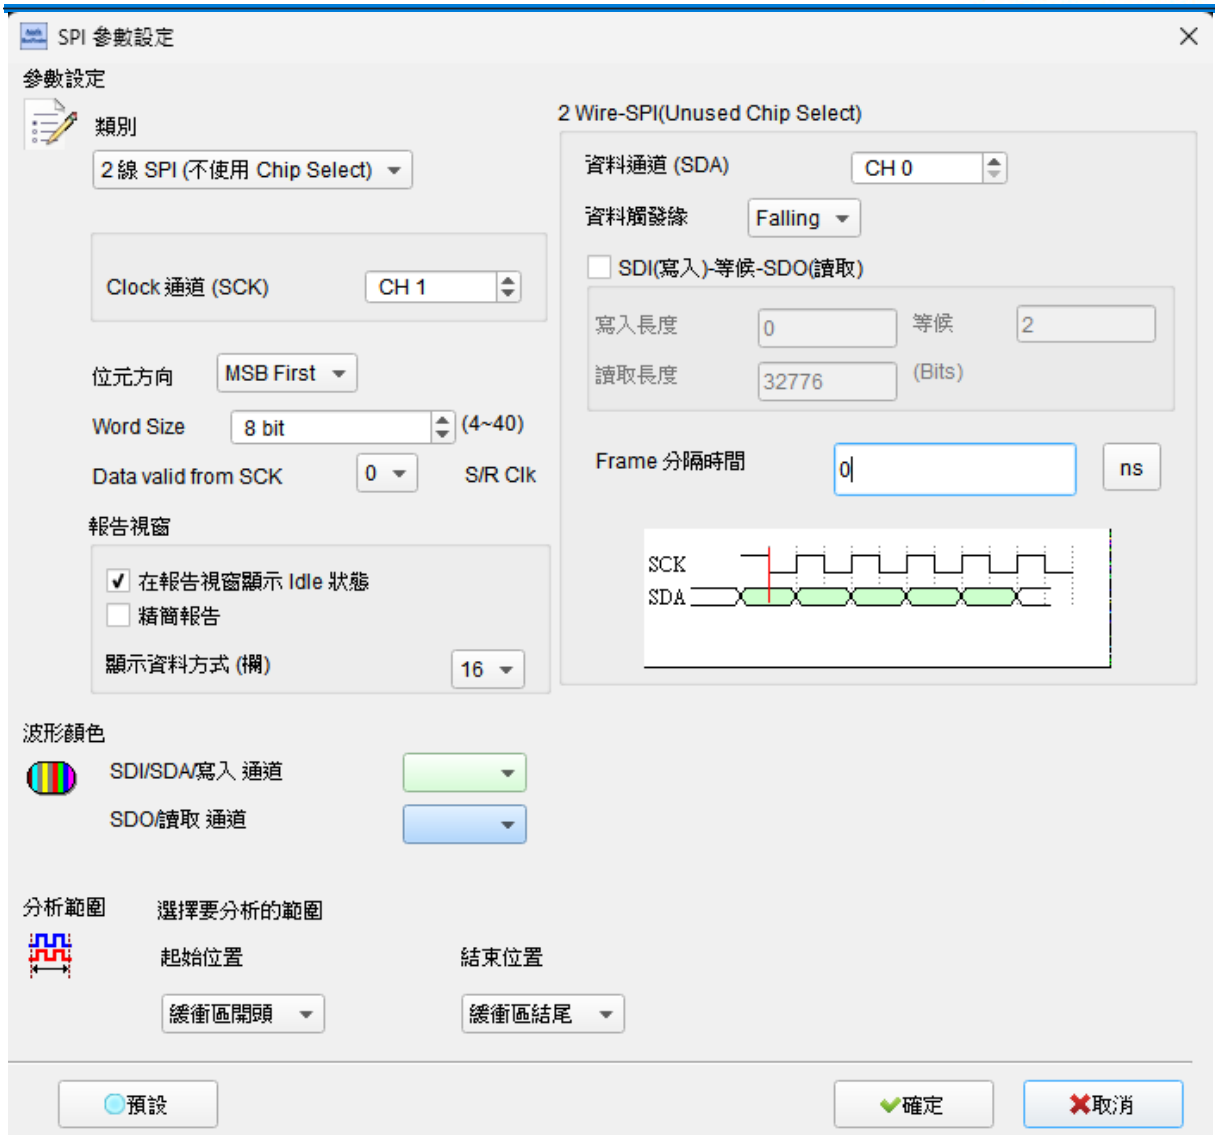 SPI 參數設定
參數設定
類別
2 線 SPI (不使用 Chip Select)
Clock 通道 (SCK)
CH 1
位元方向
MSB First
Word Size
8 bit
(4~40)
Data valid from SCK
0
S/R Clk
報告視窗
在報告視窗顯示 Idle 狀態
精簡報告
顯示資料方式 (欄)
16
2 Wire-SPI(Unused Chip Select)
資料通道 (SDA)
CH 0
資料觸發緣
Falling
SDI(寫入)-等候-SDO(讀取)
寫入長度
0
等候
2
讀取長度
32776
(Bits)
Frame 分隔時間
0
ns
SCK
SDA
波形顏色
SDI/SDA/寫入 通道
SDO/讀取 通道
分析範圍
選擇要分析的範圍
起始位置
結束位置
緩衝區開頭
緩衝區結尾
預設
確定
取消